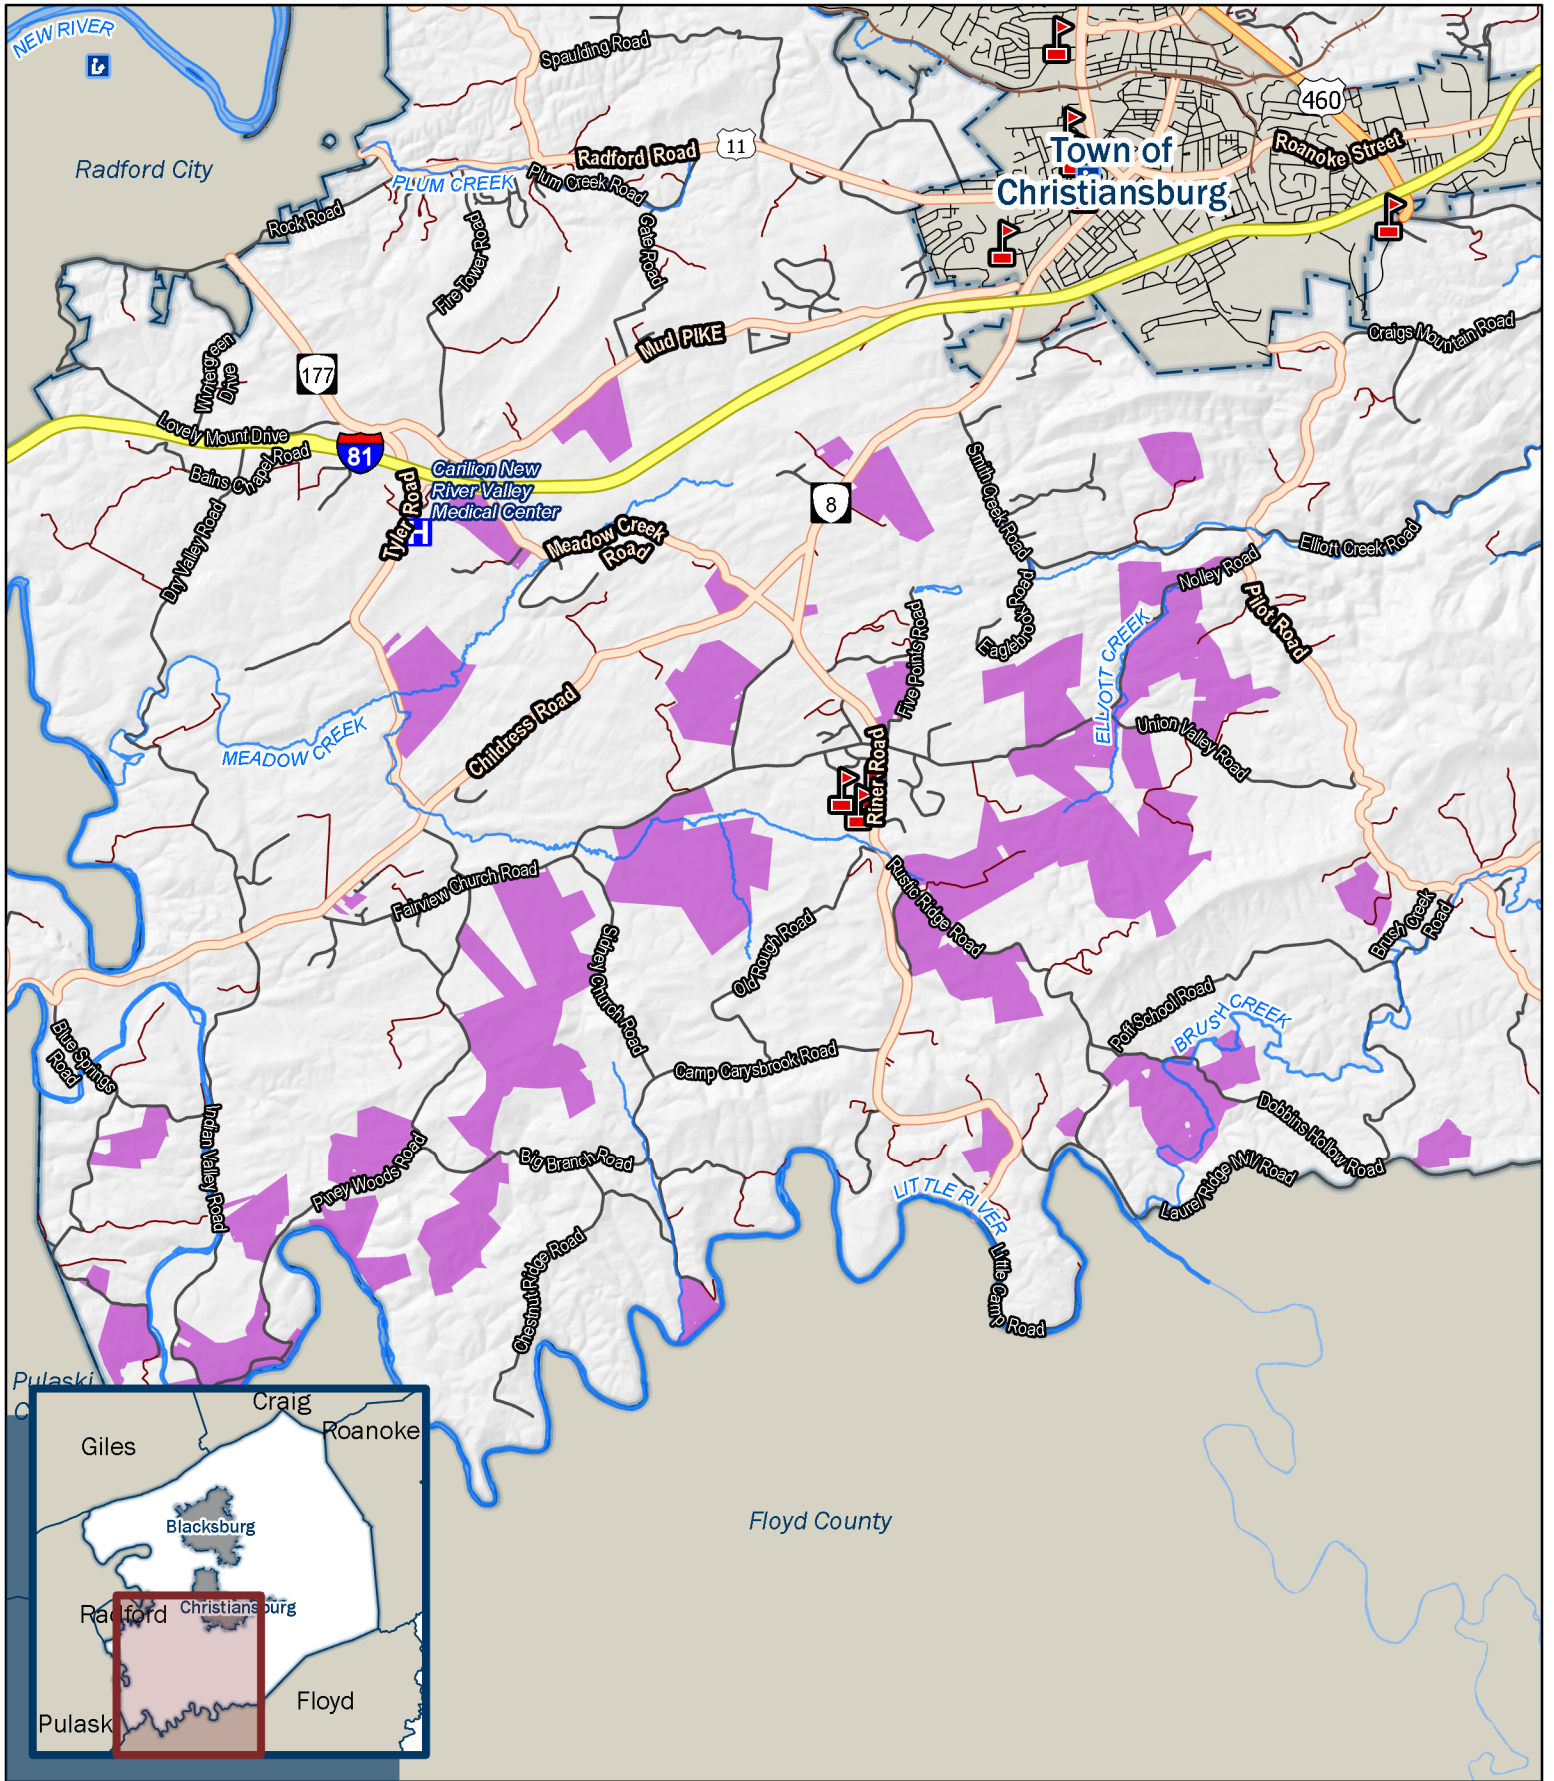 NEW RIVER
Spaulding Road
460
Radford City
11
Radford Road
Roanoke Street
Town of
Christiansburg
PLUM CREEK
Plum Creek Road
Rock Road
Fire Tower Road
Gate Road
Mud PIKE
Craigs Mountain Road
Wintergreen
Drive
177
Lovely Mount Drive
81
Bains Chapel Road
Carilion New
River Valley
Medical Center
H
Tyler Road
Dry Valley Road
Meadow Creek
Road
8
Smith Creek Road
Elliott Creek Road
Nolley Road
Pilot Road
Eaglebrook Road
Five Points Road
ELLIOTT CREEK
MEADOW CREEK
Childress Road
Riner Road
Union Valley Road
Fairview Church Road
Rustic Ridge Road
Brush Creek
Road
Sidney Church Road
Old Rough Road
Poff School Road
BRUSH CREEK
Blue Springs
Road
Camp Carysbrook Road
Indian Valley Road
Dobbins Hollow Road
Piney Woods Road
Big Branch Road
Laurel Ridge Mill Road
LITTLE RIVER
Chestnut Ridge Road
Little Camp Road
Pulaski
C
Floyd County
Craig
Roanoke
Giles
Blacksburg
Radford
Christiansburg
Floyd
Pulask